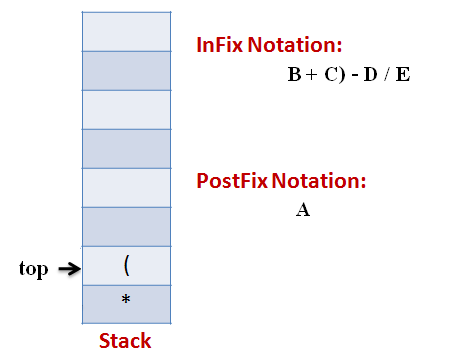 InFix Notation:
B + C) - D / E
PostFix Notation:
A
top
(
*
Stack